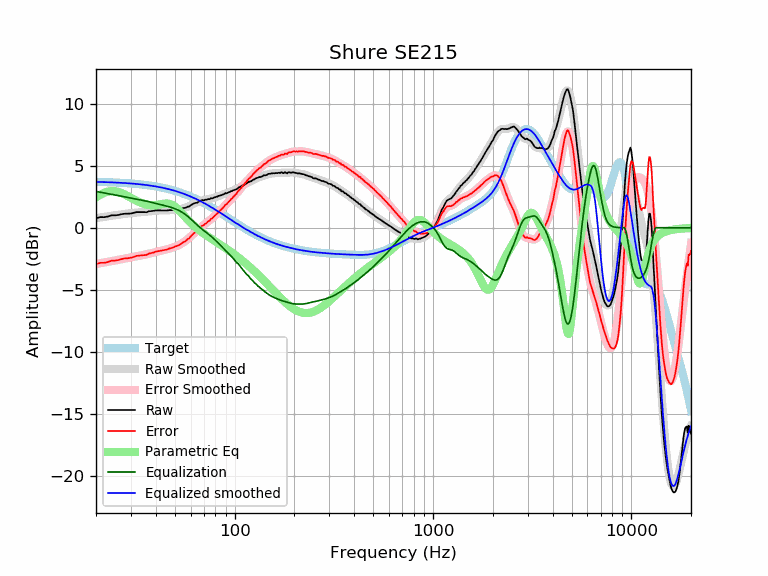 Shure SE215
Amplitude (dBr)
10
5
0
−5
−10
−15
−20
Target
Raw Smoothed
Error Smoothed
Raw
Error
Parametric Eq
Equalization
Equalized smoothed
100 1000 10000
Frequency (Hz)